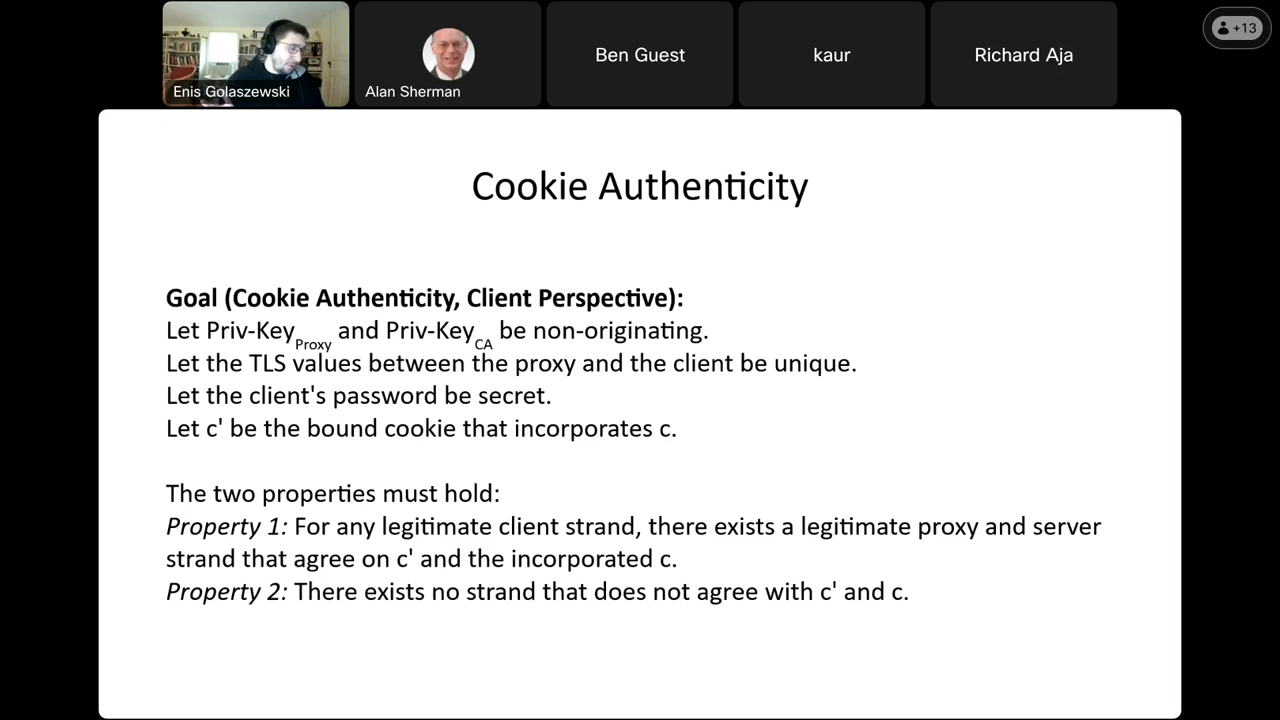 +13
Ben Guest
kaur
Richard Aja
Enis Golaszewski
Alan Sherman
Cookie Authenticity
Goal (Cookie Authenticity, Client Perspective):
Let Priv-KeyProxy and Priv-KeyCA be non-originating.
Let the TLS values between the proxy and the client be unique.
Let the client's password be secret.
Let c' be the bound cookie that incorporates c.
The two properties must hold:
Property 1: For any legitimate client strand, there exists a legitimate proxy and server
strand that agree on c' and the incorporated c.
Property 2: There exists no strand that does not agree with c' and c.